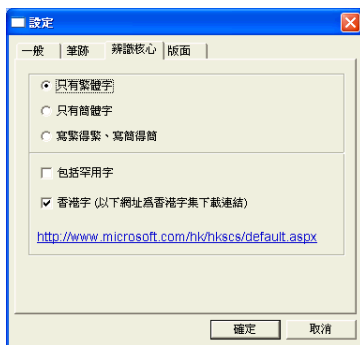 設定
一般 筆跡 辨識核心 版面
只有繁體字
只有簡體字
寫繁得繁、寫簡得簡
包括罕用字
香港字 (以下網址爲香港字集下載連結)
http://www.microsoft.com/hk/hkscs/default.aspx
確定 取消